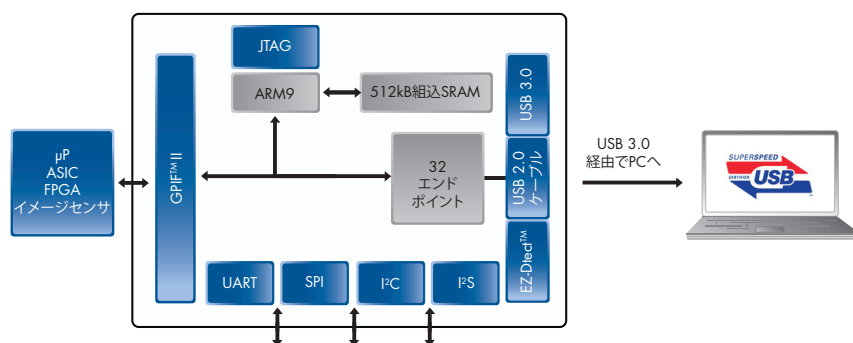 JTAG
ARM9
512kB組込SRAM
USB 3.0
µP
ASIC
FPGA
イメージセンサ
GPIF™ II
32
エンド
ポイント
USB 2.0
ケーブル
USB 3.0
経由でPCへ
SUPERSPEED
CERTIFIED USB™
UART
SPI
I²C
I²S
EZ-Dtect™